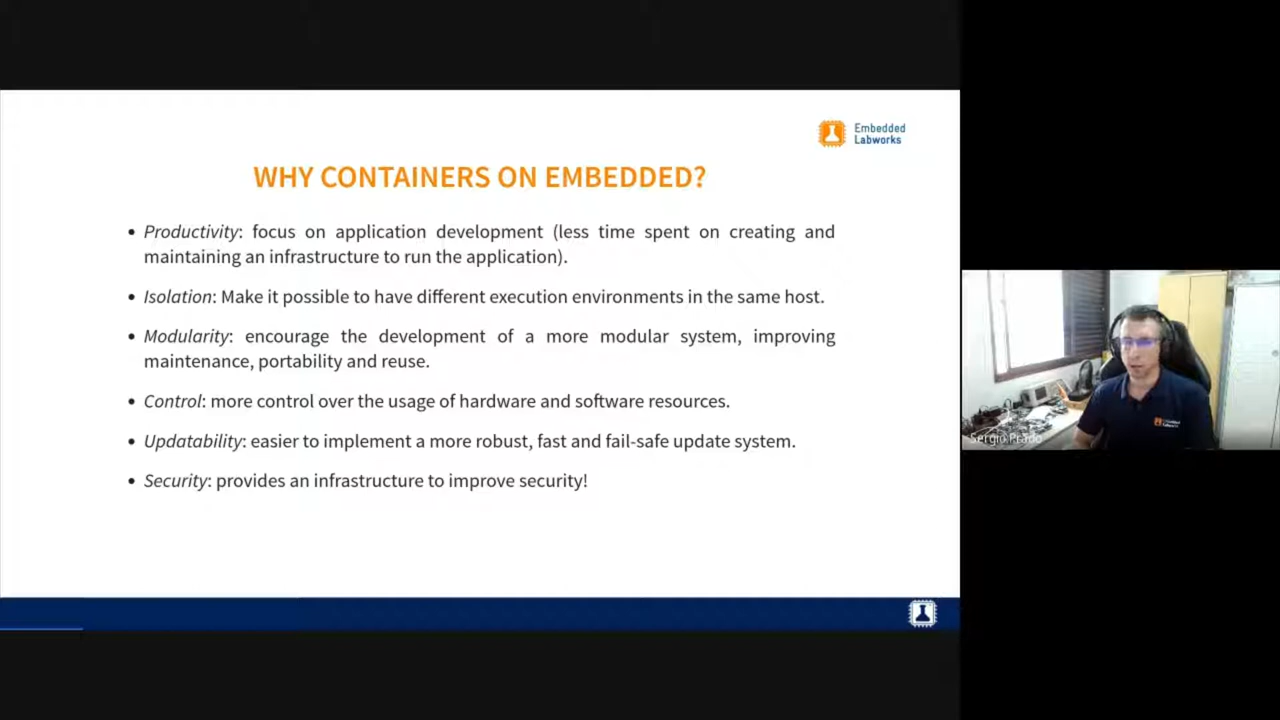 Embedded
Labworks
WHY CONTAINERS ON EMBEDDED?
• Productivity: focus on application development (less time spent on creating and
maintaining an infrastructure to run the application).
• Isolation: Make it possible to have different execution environments in the same host.
• Modularity: encourage the development of a more modular system, improving
maintenance, portability and reuse.
• Control: more control over the usage of hardware and software resources.
• Updatability: easier to implement a more robust, fast and fail-safe update system.
• Security: provides an infrastructure to improve security!
Sergio Prado
Embedded
Labworks